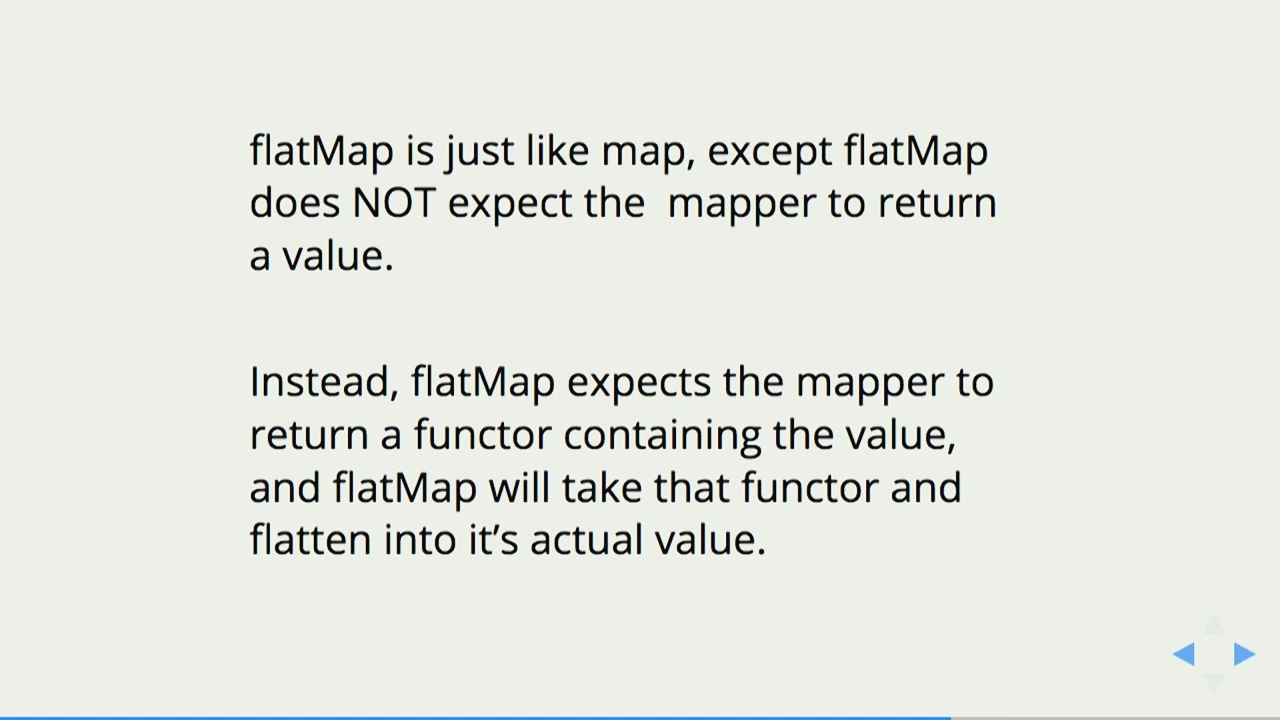 flatMap is just like map, except flatMap
does NOT expect the  mapper to return
a value.
Instead, flatMap expects the mapper to
return a functor containing the value,
and flatMap will take that functor and
flatten into it’s actual value.